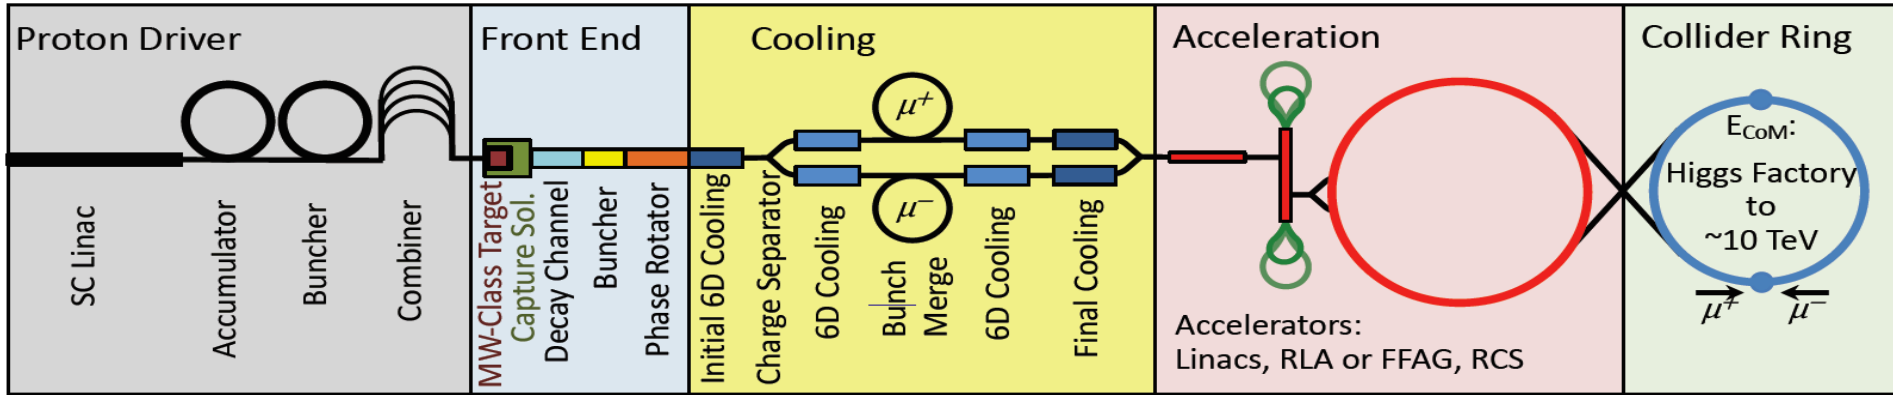 Proton Driver
SC Linac
Accumulator
Buncher
Combiner
Front End
MW-Class Target
Capture Sol.
Decay Channel
Buncher
Phase Rotator
Cooling
μ+
μ−
Initial 6D Cooling
Charge Separator
6D Cooling
Bunch
Merge
6D Cooling
Final Cooling
Acceleration
Accelerators:
Linacs, RLA or FFAG, RCS
Collider Ring
ECoM:
Higgs Factory
to
~10 TeV
μ+ μ−